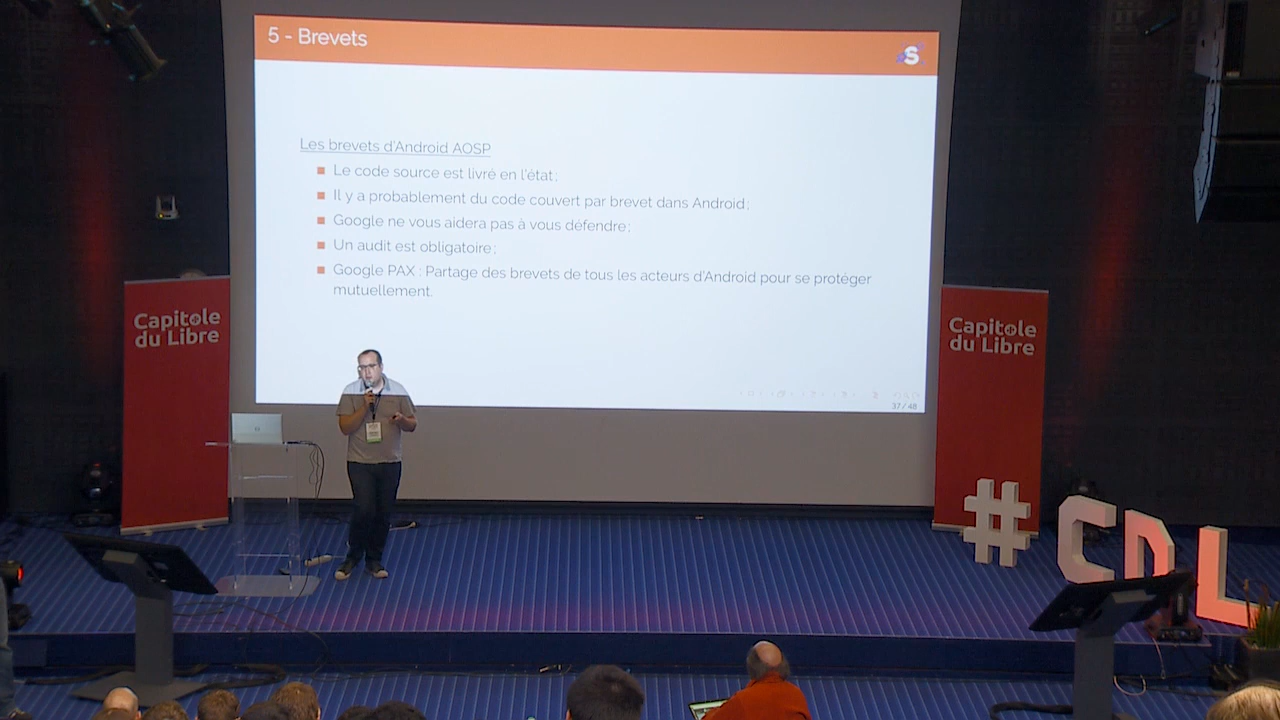 5 - Brevets
S
Les brevets d'Android AOSP
Le code source est livré en l'état ;
Il y a probablement du code couvert par brevet dans Android ;
Google ne vous aidera pas à vous défendre ;
Un audit est obligatoire ;
Google PAX : Partage des brevets de tous les acteurs d'Android pour se protéger
mutuellement.
37 / 48
Capitole
du Libre
Capitole
du Libre
#CDL